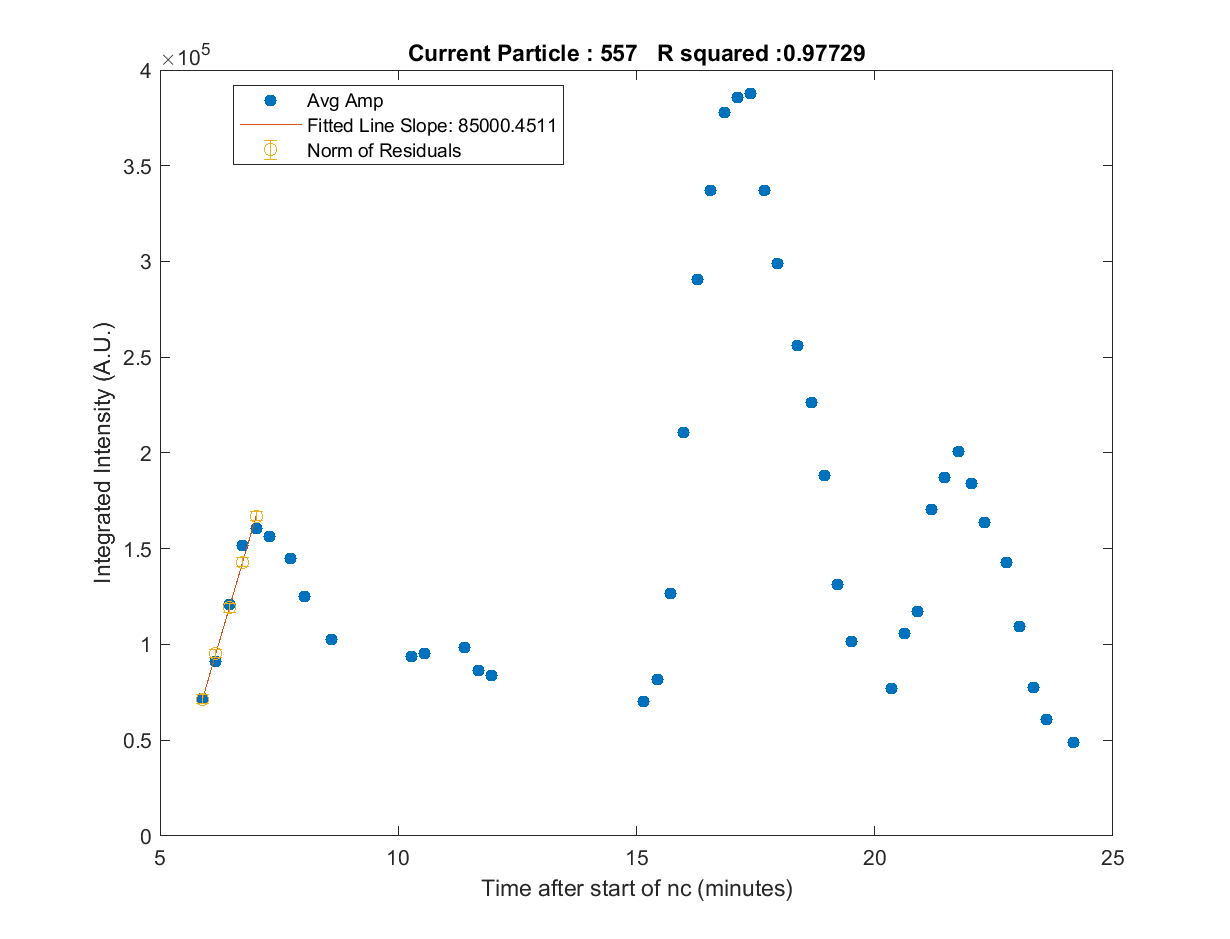 Current Particle : 557 R squared :0.97729
×10^5
Avg Amp
Fitted Line Slope: 85000.4511
Norm of Residuals
4
3.5
3
2.5
2
1.5
1
0.5
0
Integrated Intensity (A.U.)
5 10 15 20 25
Time after start of nc (minutes)